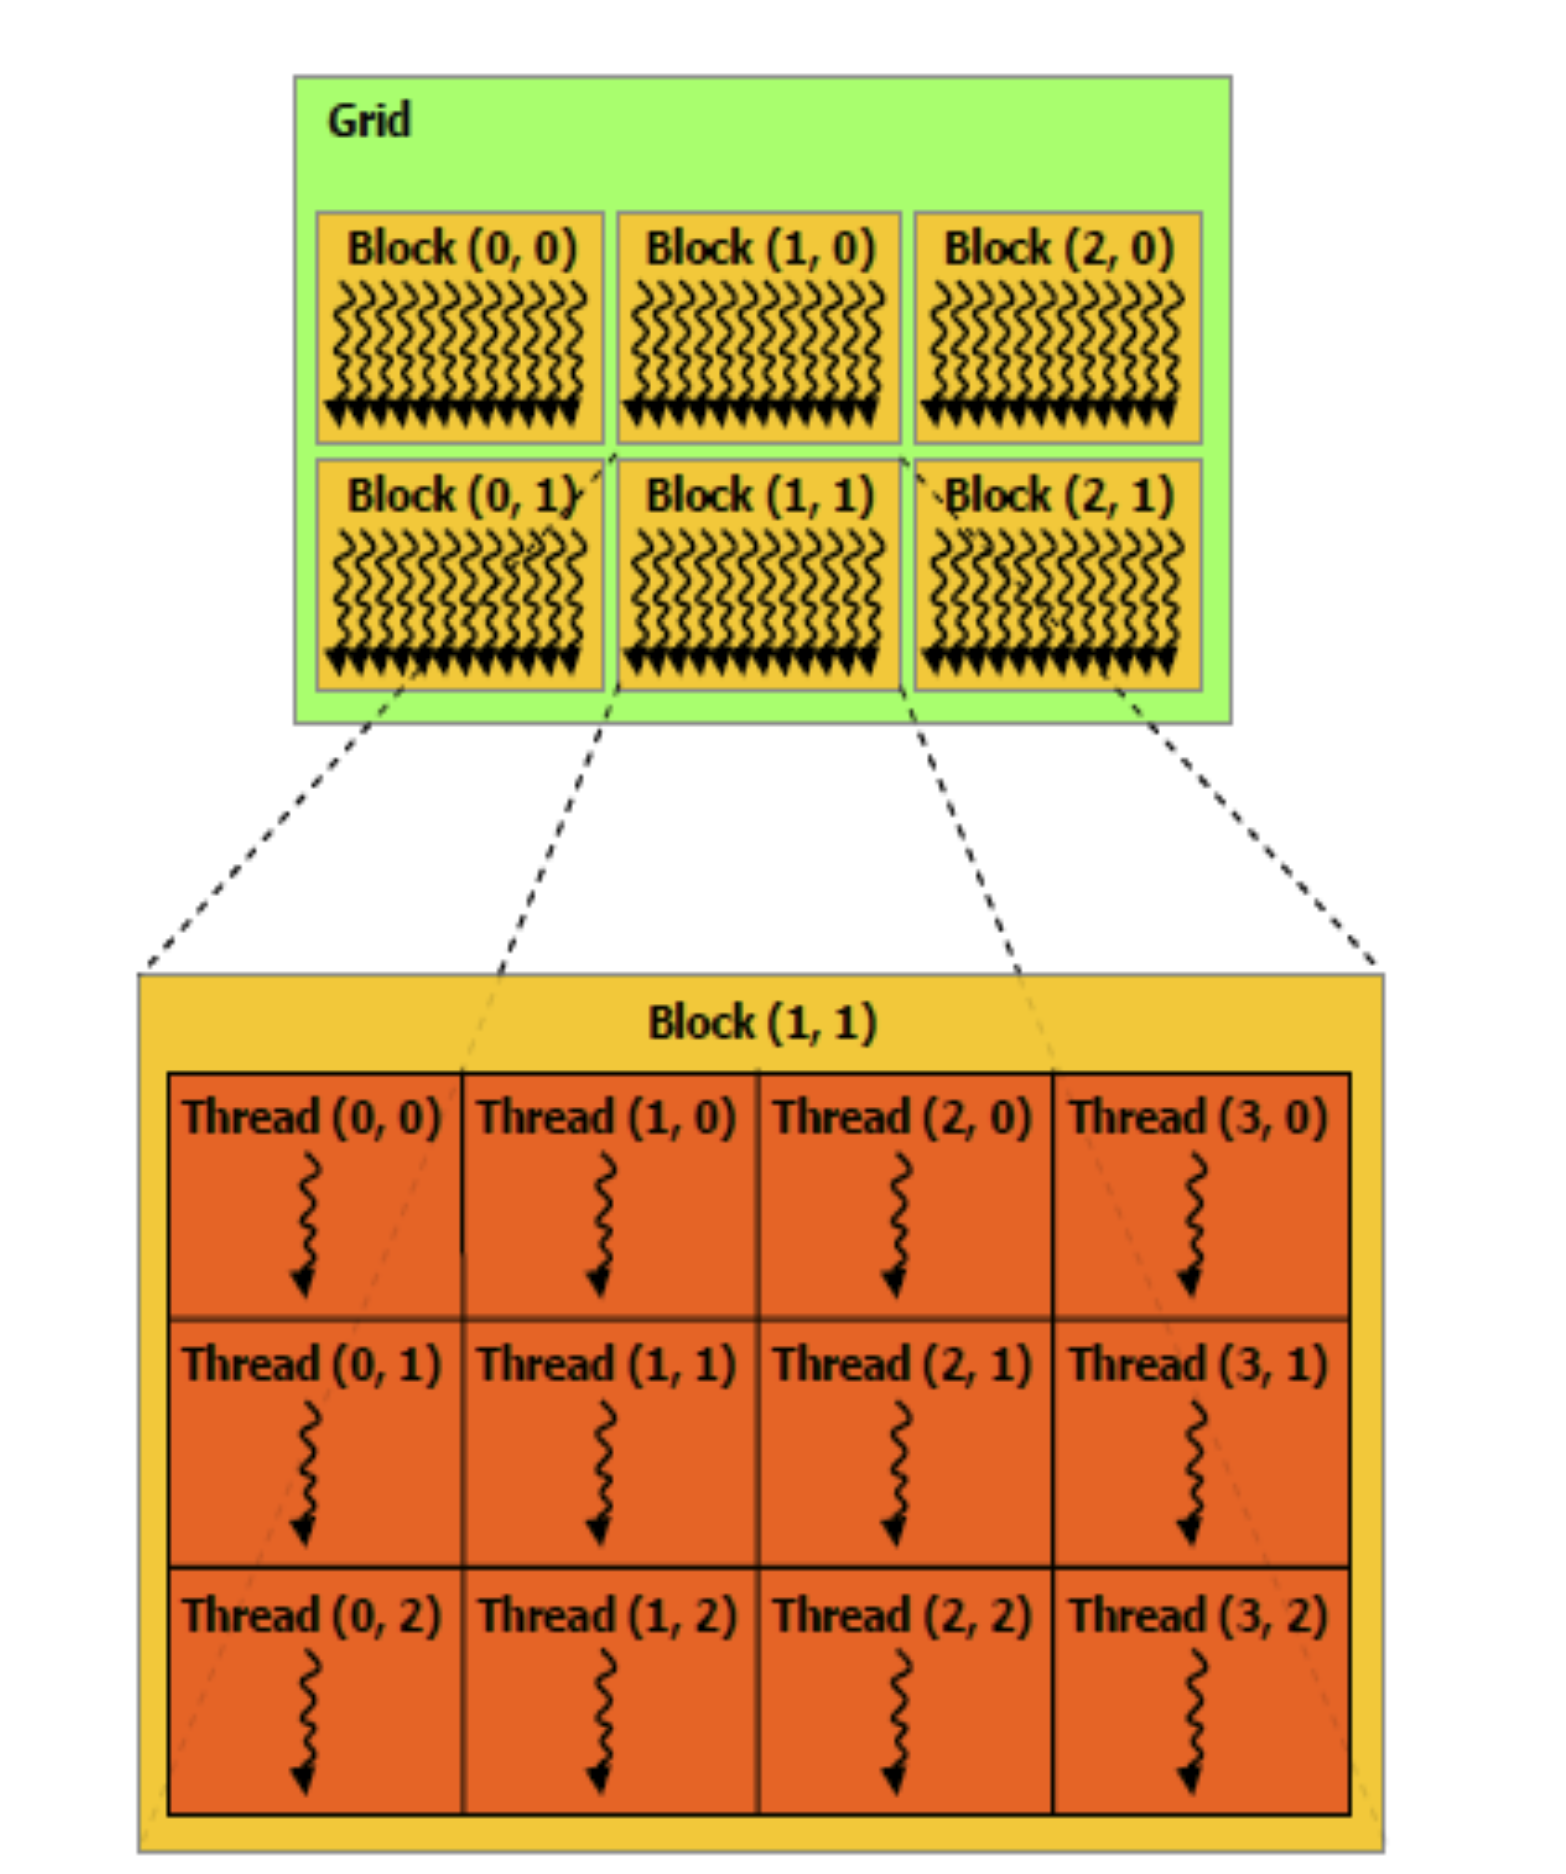 Grid
Block (0, 0) Block (1, 0) Block (2, 0)
Block (0, 1) Block (1, 1) Block (2, 1)
Block (1, 1)
Thread (0, 0) Thread (1, 0) Thread (2, 0) Thread (3, 0)
Thread (0, 1) Thread (1, 1) Thread (2, 1) Thread (3, 1)
Thread (0, 2) Thread (1, 2) Thread (2, 2) Thread (3, 2)